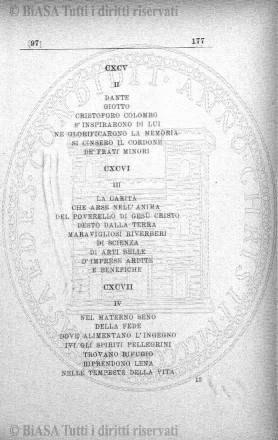 © BiASA Tutti i diritti riservati
[97] 177
CXCV
II
DANTE
GIOTTO
CRISTOFORO COLOMBO
S' INSPIRARONO DI LUI
NE GLORIFICARONO LA MEMORIA
SI CINSERO IL CORDONE
DE' FRATI MINORI
CXCVI
III
LA CARITÀ
CHE ARSE NELL'ANIMA
DEL POVERELLO DI GESÙ CRISTO
DESTÒ DALLA TERRA
MARAVIGLIOSI RIVERBERI
DI SCIENZA
DI ARTI BELLE
D' IMPRESE ARDITE
E BENEFICHE
CXCVII
IV
NEL MATERNO SENO
DELLA FEDE
DOVE ALIMENTANO L'INGEGNO
IVI GLI SPIRITI PELLEGRINI
TROVANO RIFUGIO
RIPRENDONO LENA
NELLE TEMPESTE DELLA VITA
© BiASA Tutti i diritti riservati